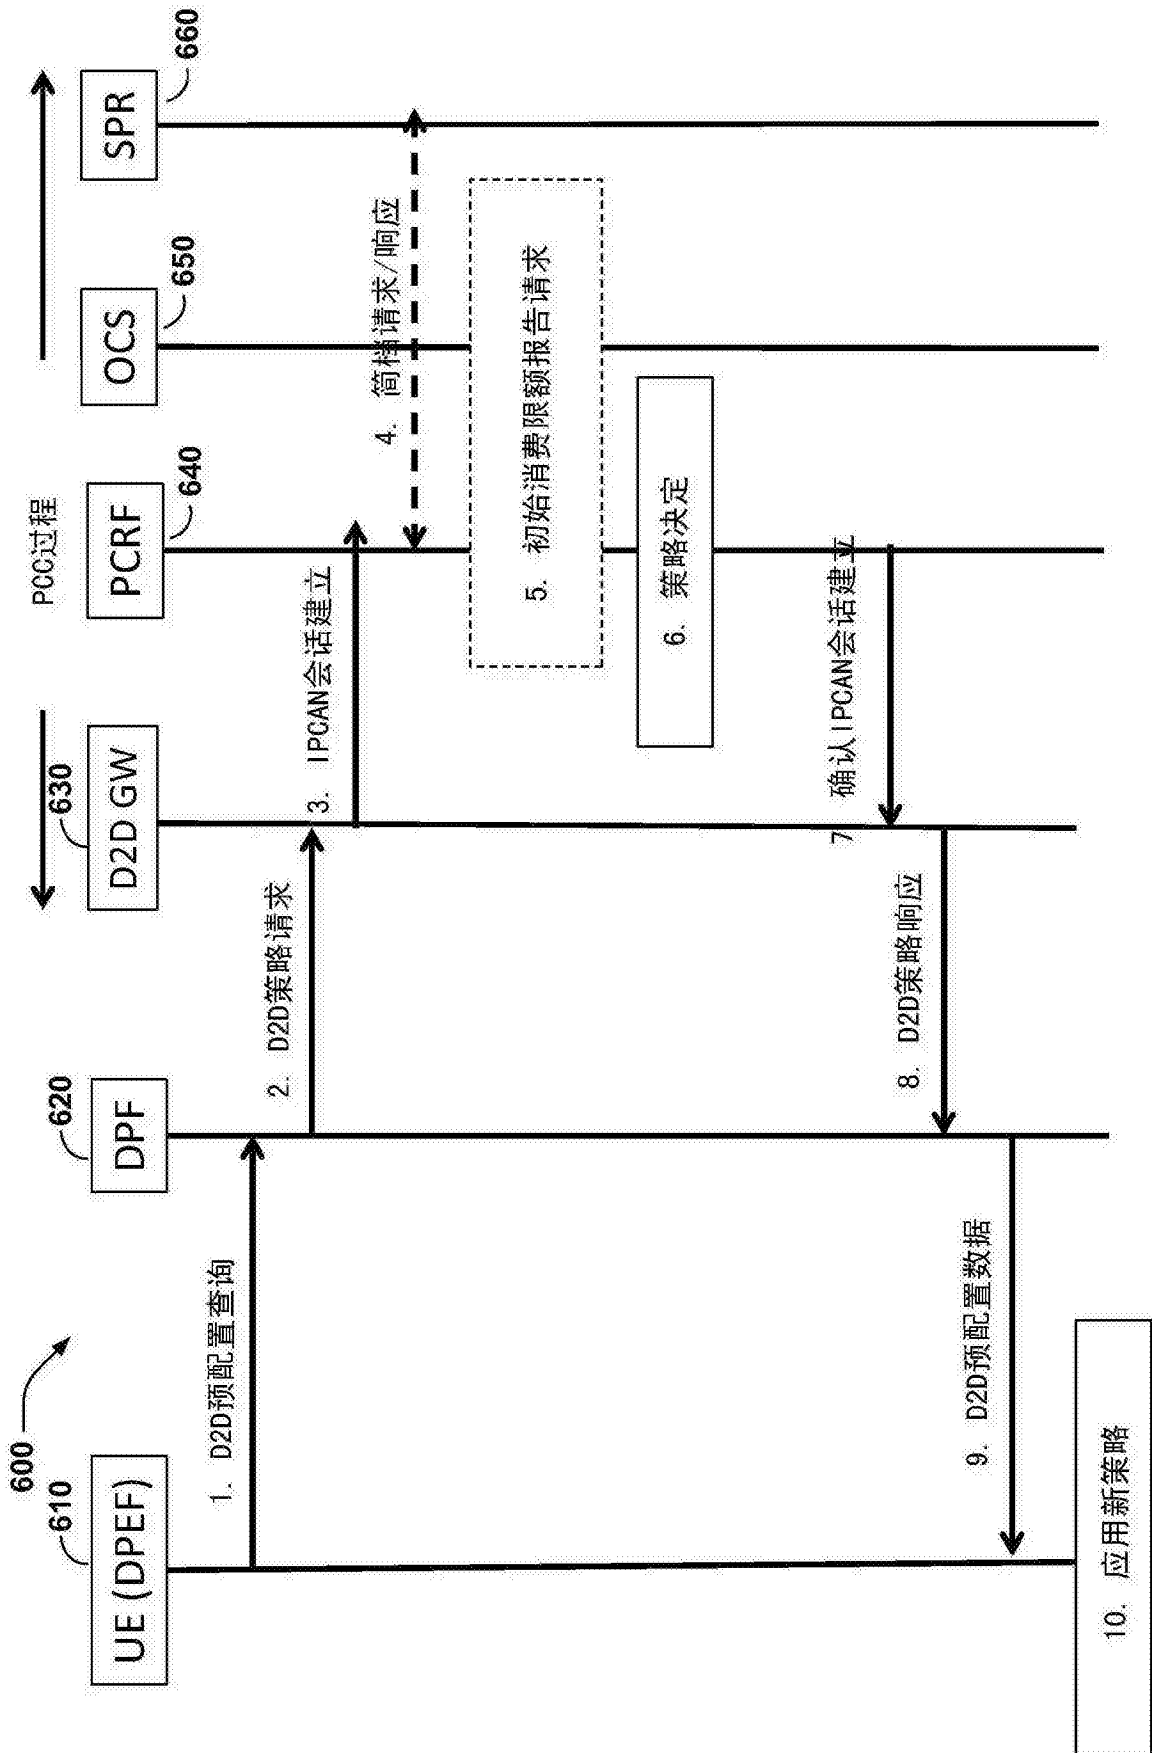 600
PCC过程
610
UE (DPEF)
620
DPF
630
D2D GW
PCRF
640
OCS
650
SPR
660
1. D2D预配置查询
2. D2D策略请求
3. IPCAN会话建立
4. 简档请求/响应
5. 初始消费限额报告请求
6. 策略决定
7 确认IPCAN会话建立
8. D2D策略响应
9. D2D预配置数据
10. 应用新策略